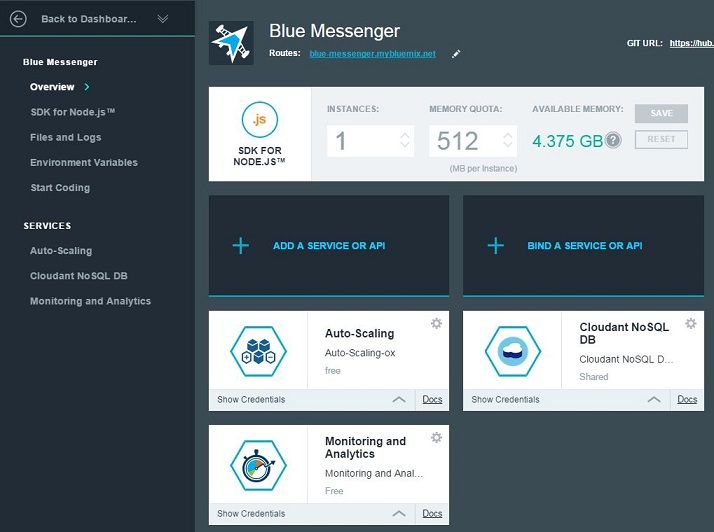 Back to Dashboar...
Blue Messenger
Overview
SDK for Node.js™
Files and Logs
Environment Variables
Start Coding
SERVICES
Auto-Scaling
Cloudant NoSQL DB
Monitoring and Analytics
Blue Messenger
Routes: blue-messenger.mybluemix.net
GIT URL: https://hub.
.js
SDK FOR
NODE.JS™
INSTANCES:
1
MEMORY QUOTA:
512
(MB per Instance)
AVAILABLE MEMORY:
4.375 GB ?
SAVE
RESET
+ ADD A SERVICE OR API
+ BIND A SERVICE OR API
Auto-Scaling
Auto-Scaling-ox
free
Show Credentials
Docs
Cloudant NoSQL
DB
Cloudant NoSQL D...
Shared
Show Credentials
Docs
Monitoring and
Analytics
Monitoring and Anal...
Free
Show Credentials
Docs